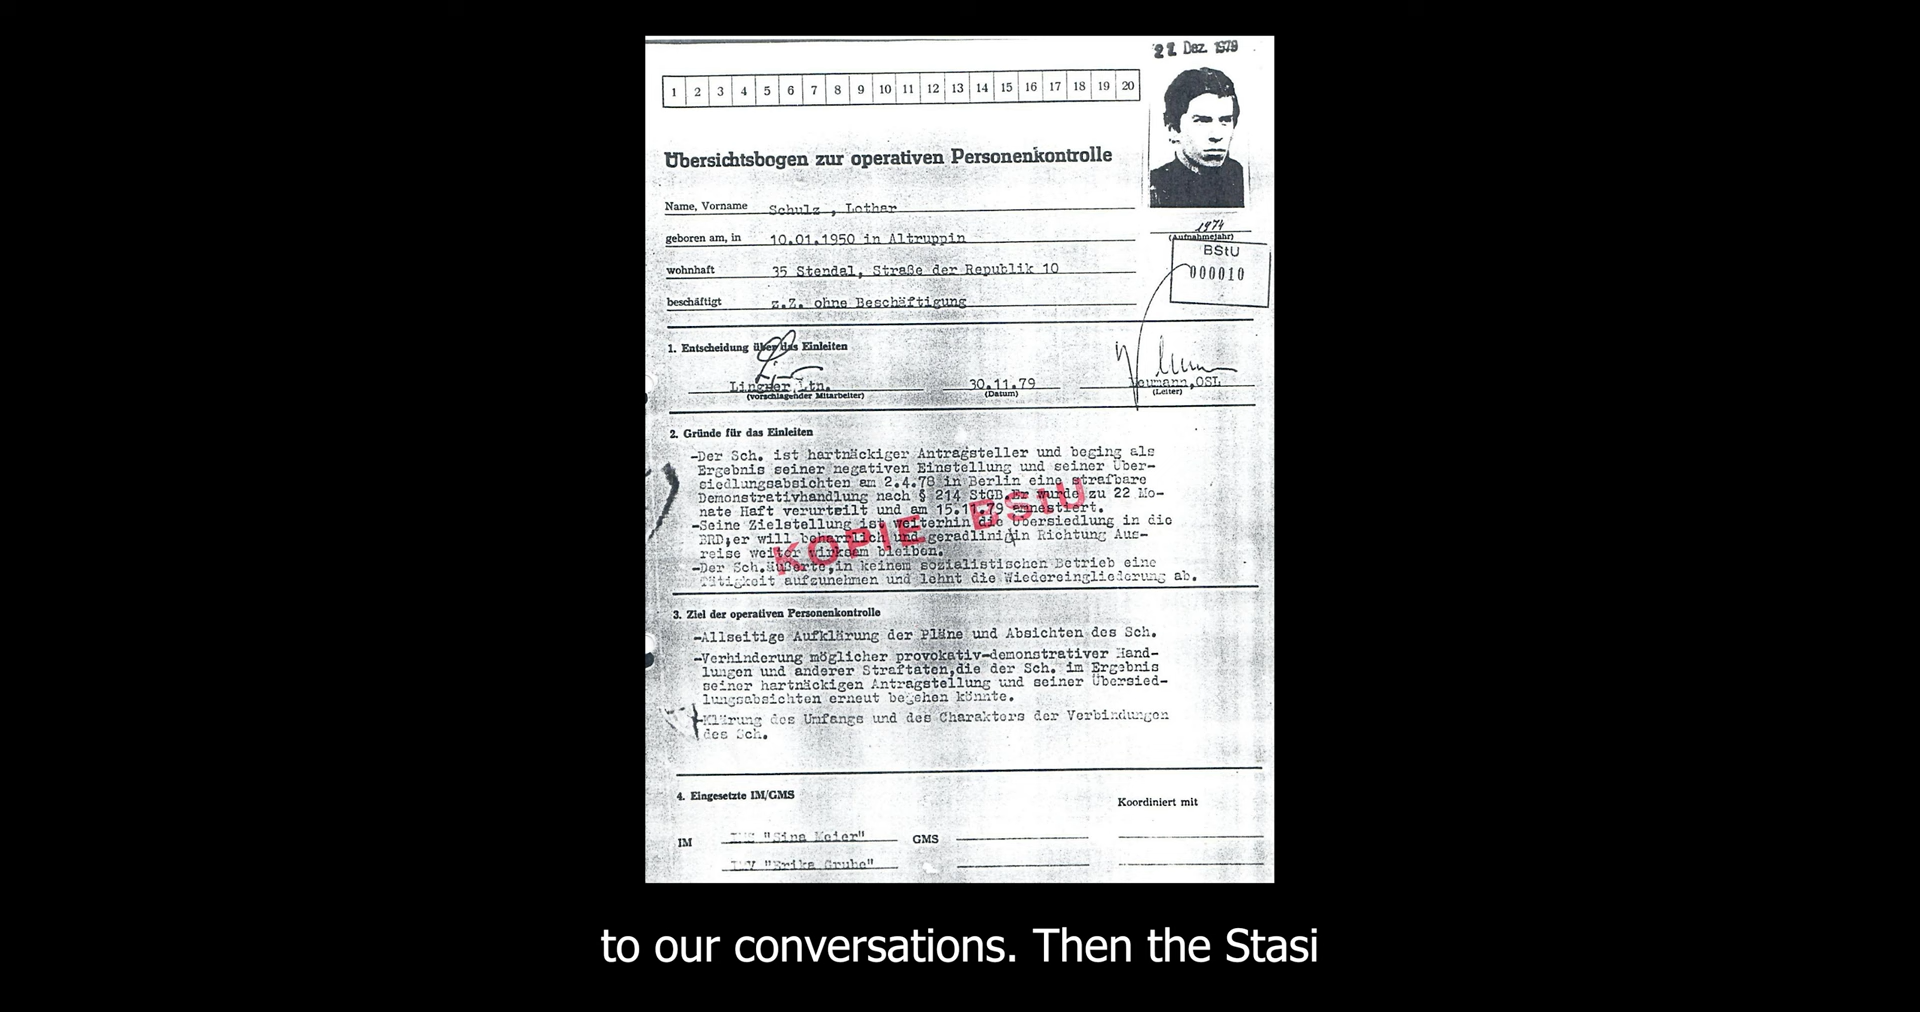 21. Dez. 1979
1 2 3 4 5 6 7 8 9 10 11 12 13 14 15 16 17 18 19 20
Übersichtsbogen zur operativen Personenkontrolle
Name, Vorname Schulz , Lothar
1974
(Aufnahmejahr)
geboren am, in 10.01.1950 in Altruppin
BStU
000010
wohnhaft 35 Stendal, Straße der Republik 10
beschäftigt z.Z. ohne Beschäftigung
1. Entscheidung über das Einleiten
Lingner, Ltn. 30.11.79 Neumann, OSL
(vorschlagender Mitarbeiter) (Datum) (Leiter)
2. Gründe für das Einleiten
-Der Sch. ist hartnäckiger Antragsteller und beging als
Ergebnis seiner negativen Einstellung und seiner Über-
siedlungsabsichten am 2.4.78 in Berlin eine strafbare
Demonstrativhandlung nach § 214 StGB.Er wurde zu 22 Mo-
nate Haft verurteilt und am 15.11.79 amnestiert.
-Seine Zielstellung ist weiterhin die Übersiedlung in die
BRD;er will beharrlich und geradlinig in Richtung Aus-
reise weiter wirksam bleiben.
-Der Sch.äußerte,in keinem sozialistischen Betrieb eine
Tätigkeit aufzunehmen und lehnt die Wiedereingliederung ab.
KOPIE BSTU
3. Ziel der operativen Personenkontrolle
-Allseitige Aufklärung der Pläne und Absichten des Sch.
-Verhinderung möglicher provokativ-demonstrativer Hand-
lungen und anderer Straftaten,die der Sch. im Ergebnis
seiner hartnäckigen Antragstellung und seiner Übersied-
lungsabsichten erneut begehen könnte.
-Klärung des Umfangs und des Charakters der Verbindungen
des Sch.
4. Eingesetzte IM/GMS
Koordiniert mit
IM "Sina Meier" GMS
"Erika Grube"
to our conversations. Then the Stasi